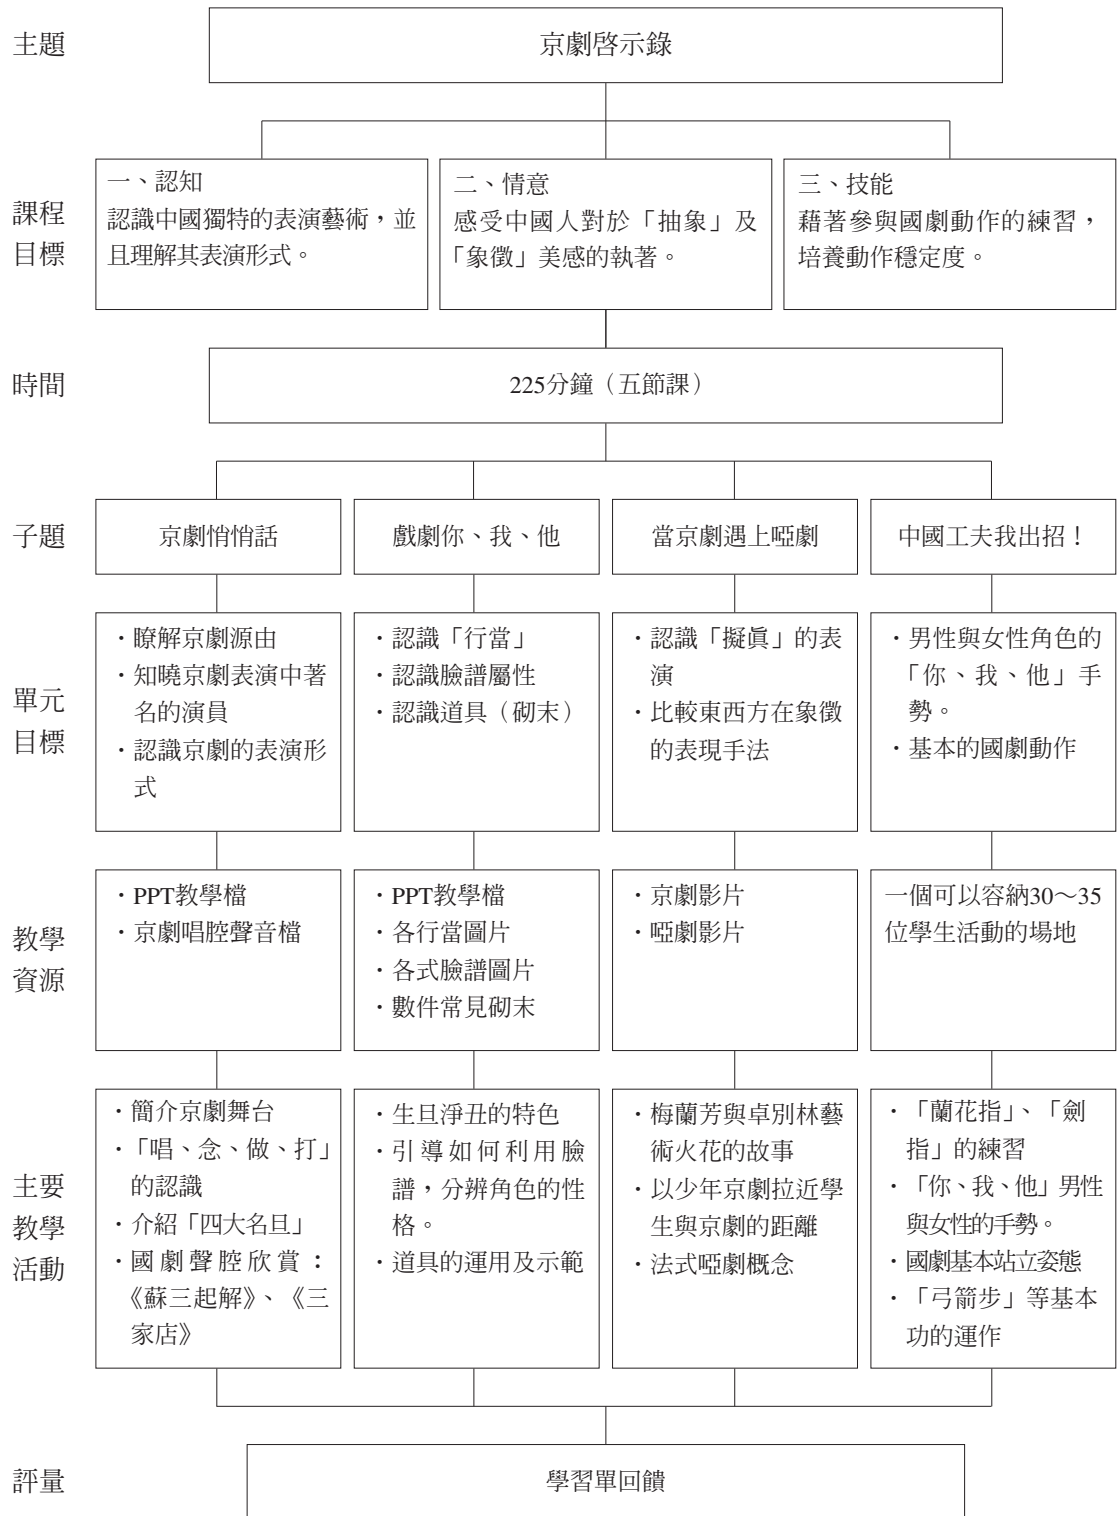 主題
京劇啓示錄
課程
目標
一、認知
認識中國獨特的表演藝術，並
且理解其表演形式。
二、情意
感受中國人對於「抽象」及
「象徵」美感的執著。
三、技能
藉著參與國劇動作的練習，
培養動作穩定度。
時間
225分鐘（五節課）
子題
京劇悄悄話
戲劇你、我、他
當京劇遇上啞劇
中國工夫我出招！
單元
目標
・瞭解京劇源由
・知曉京劇表演中著
名的演員
・認識京劇的表演形
式
・認識「行當」
・認識臉譜屬性
・認識道具（砌末）
・認識「擬真」的表
演
・比較東西方在象徵
的表現手法
・男性與女性角色的
「你、我、他」手
勢。
・基本的國劇動作
教學
資源
・PPT教學檔
・京劇唱腔聲音檔
・PPT教學檔
・各行當圖片
・各式臉譜圖片
・數件常見砌末
・京劇影片
・啞劇影片
一個可以容納30～35
位學生活動的場地
主要
教學
活動
・簡介京劇舞台
・「唱、念、做、打」
的認識
・介紹「四大名旦」
・國劇聲腔欣賞：
《蘇三起解》、《三
家店》
・生旦淨丑的特色
・引導如何利用臉
譜，分辨角色的性
格。
・道具的運用及示範
・梅蘭芳與卓別林藝
術火花的故事
・以少年京劇拉近學
生與京劇的距離
・法式啞劇概念
・「蘭花指」、「劍
指」的練習
・「你、我、他」男性
與女性的手勢。
・國劇基本站立姿態
・「弓箭步」等基本
功的運作
評量
學習單回饋